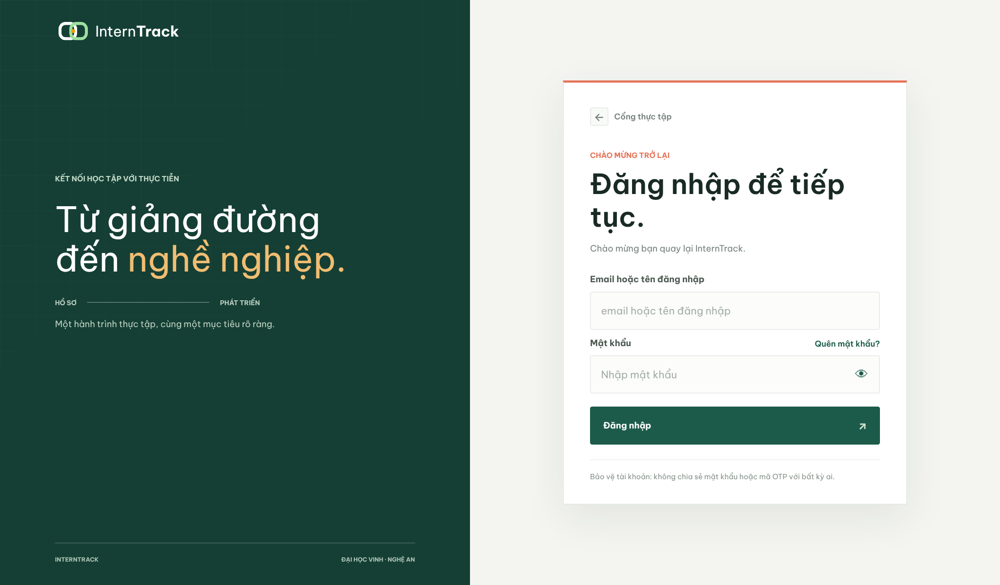 InternTrack
KẾT NỐI HỌC TẬP VỚI THỰC TIỄN
Từ giảng đường
đến nghề nghiệp.
HỒ SƠ
PHÁT TRIỂN
Một hành trình thực tập, cùng một mục tiêu rõ ràng.
INTERNTRACK
ĐẠI HỌC VINH · NGHỆ AN
Cổng thực tập
CHÀO MỪNG TRỞ LẠI
Đăng nhập để tiếp
tục.
Chào mừng bạn quay lại InternTrack.
Email hoặc tên đăng nhập
email hoặc tên đăng nhập
Mật khẩu
Quên mật khẩu?
Nhập mật khẩu
Đăng nhập
Bảo vệ tài khoản: không chia sẻ mật khẩu hoặc mã OTP với bất kỳ ai.